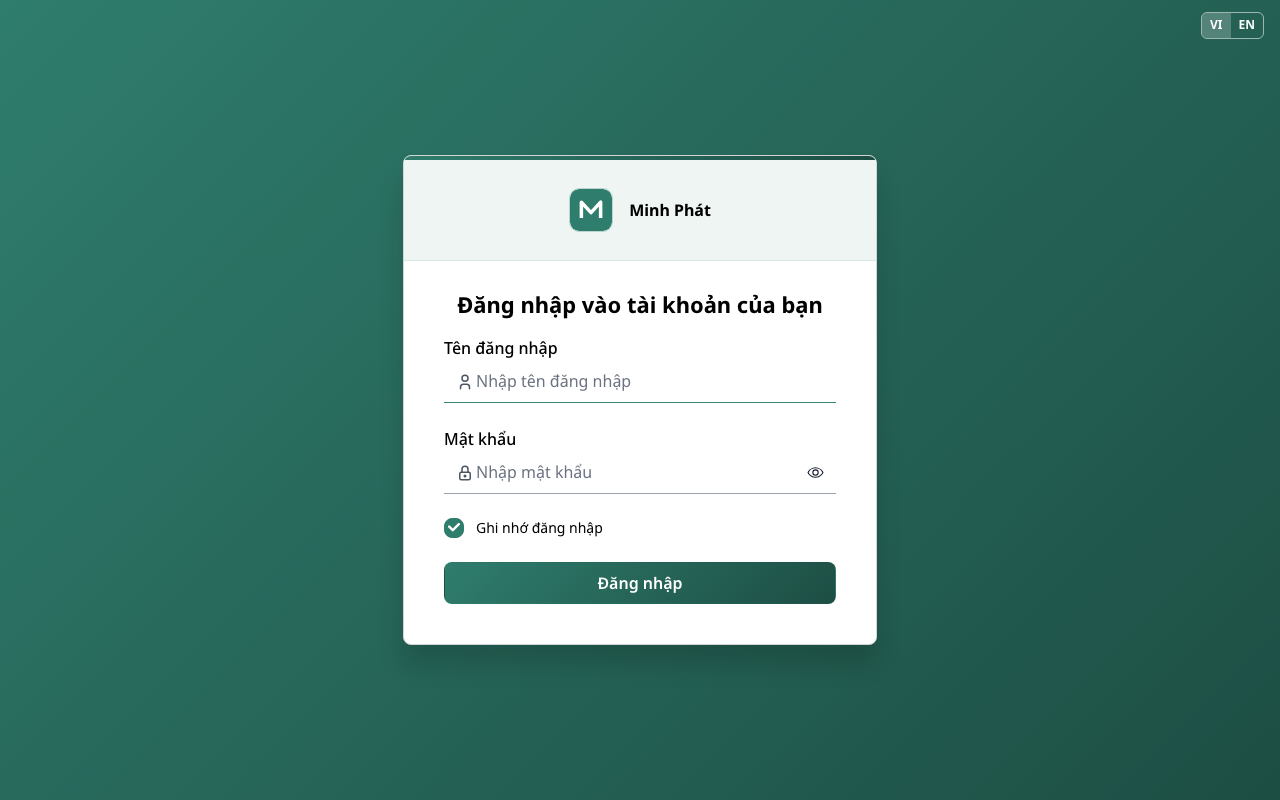 VI EN
Minh Phát
Đăng nhập vào tài khoản của bạn
Tên đăng nhập
Nhập tên đăng nhập
Mật khẩu
Nhập mật khẩu
Ghi nhớ đăng nhập
Đăng nhập